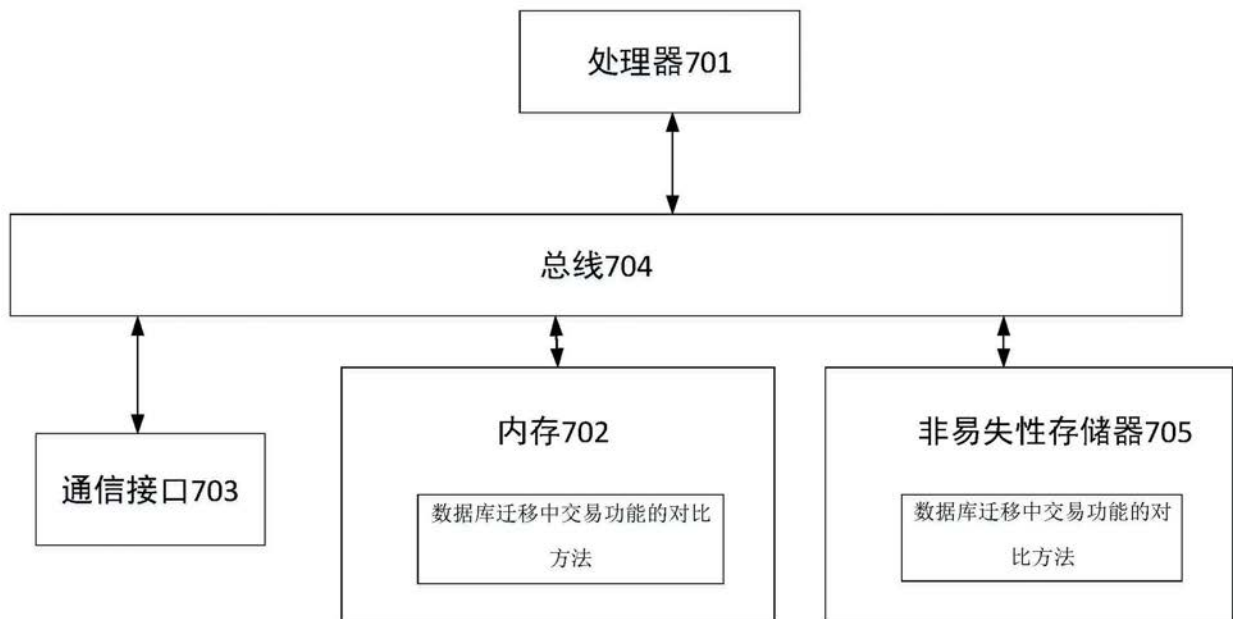 处理器701
总线704
通信接口703
内存702
数据库迁移中交易功能的对比
方法
非易失性存储器705
数据库迁移中交易功能的对
比方法